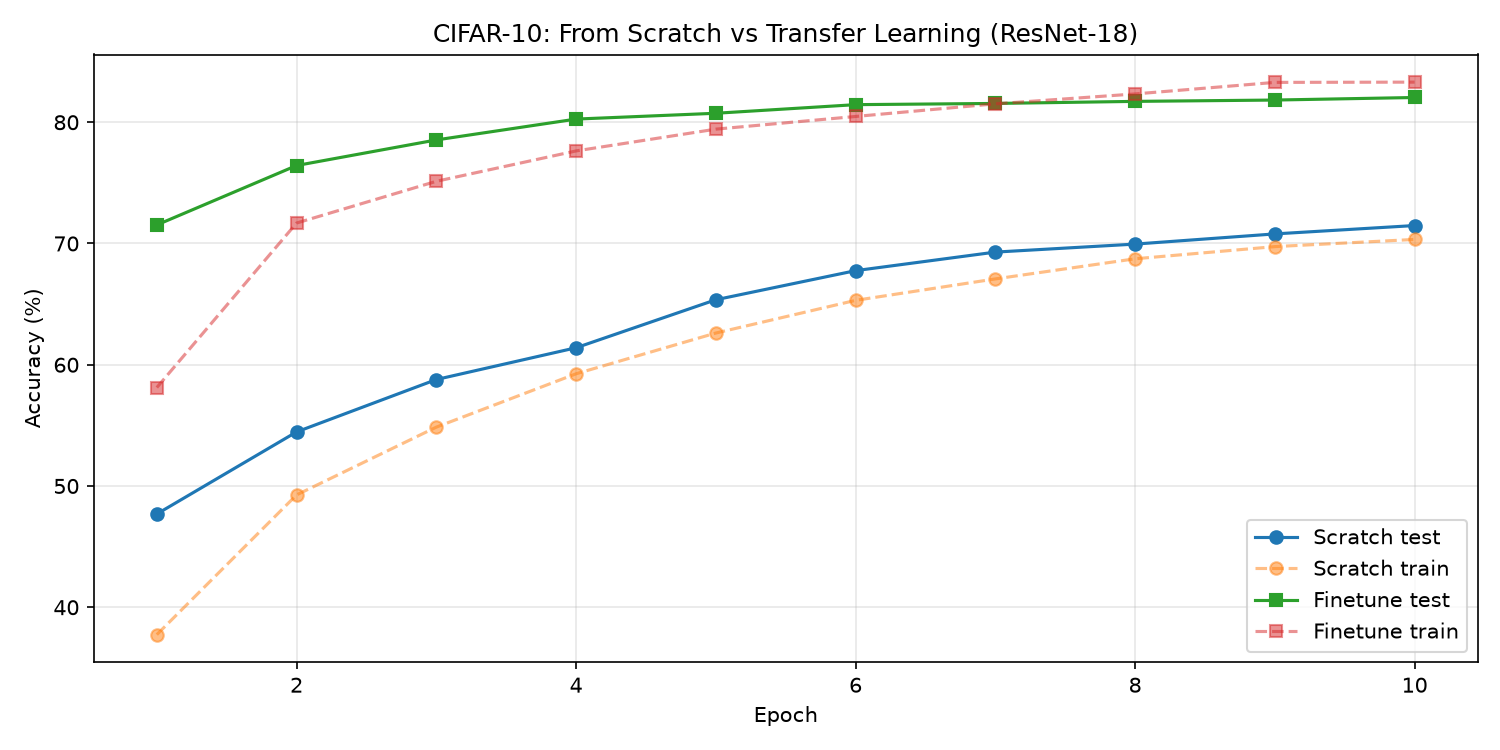 CIFAR-10: From Scratch vs Transfer Learning (ResNet-18)
Accuracy (%)
80
70
60
50
40
2 4 6 8 10
Epoch
Scratch test
Scratch train
Finetune test
Finetune train